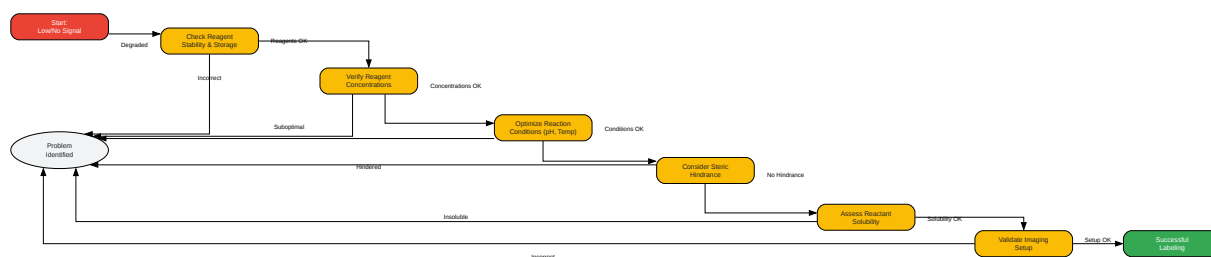 Start:
Low/No Signal
Degraded
Check Reagent
Stability & Storage
Reagents OK
Incorrect
Verify Reagent
Concentrations
Concentrations OK
Suboptimal
Optimize Reaction
Conditions (pH, Temp)
Conditions OK
Problem
Identified
Hindered
Consider Steric
Hindrance
No Hindrance
Insoluble
Assess Reactant
Solubility
Solubility OK
Validate Imaging
Setup
Setup OK
Successful
Labeling
Incorrect